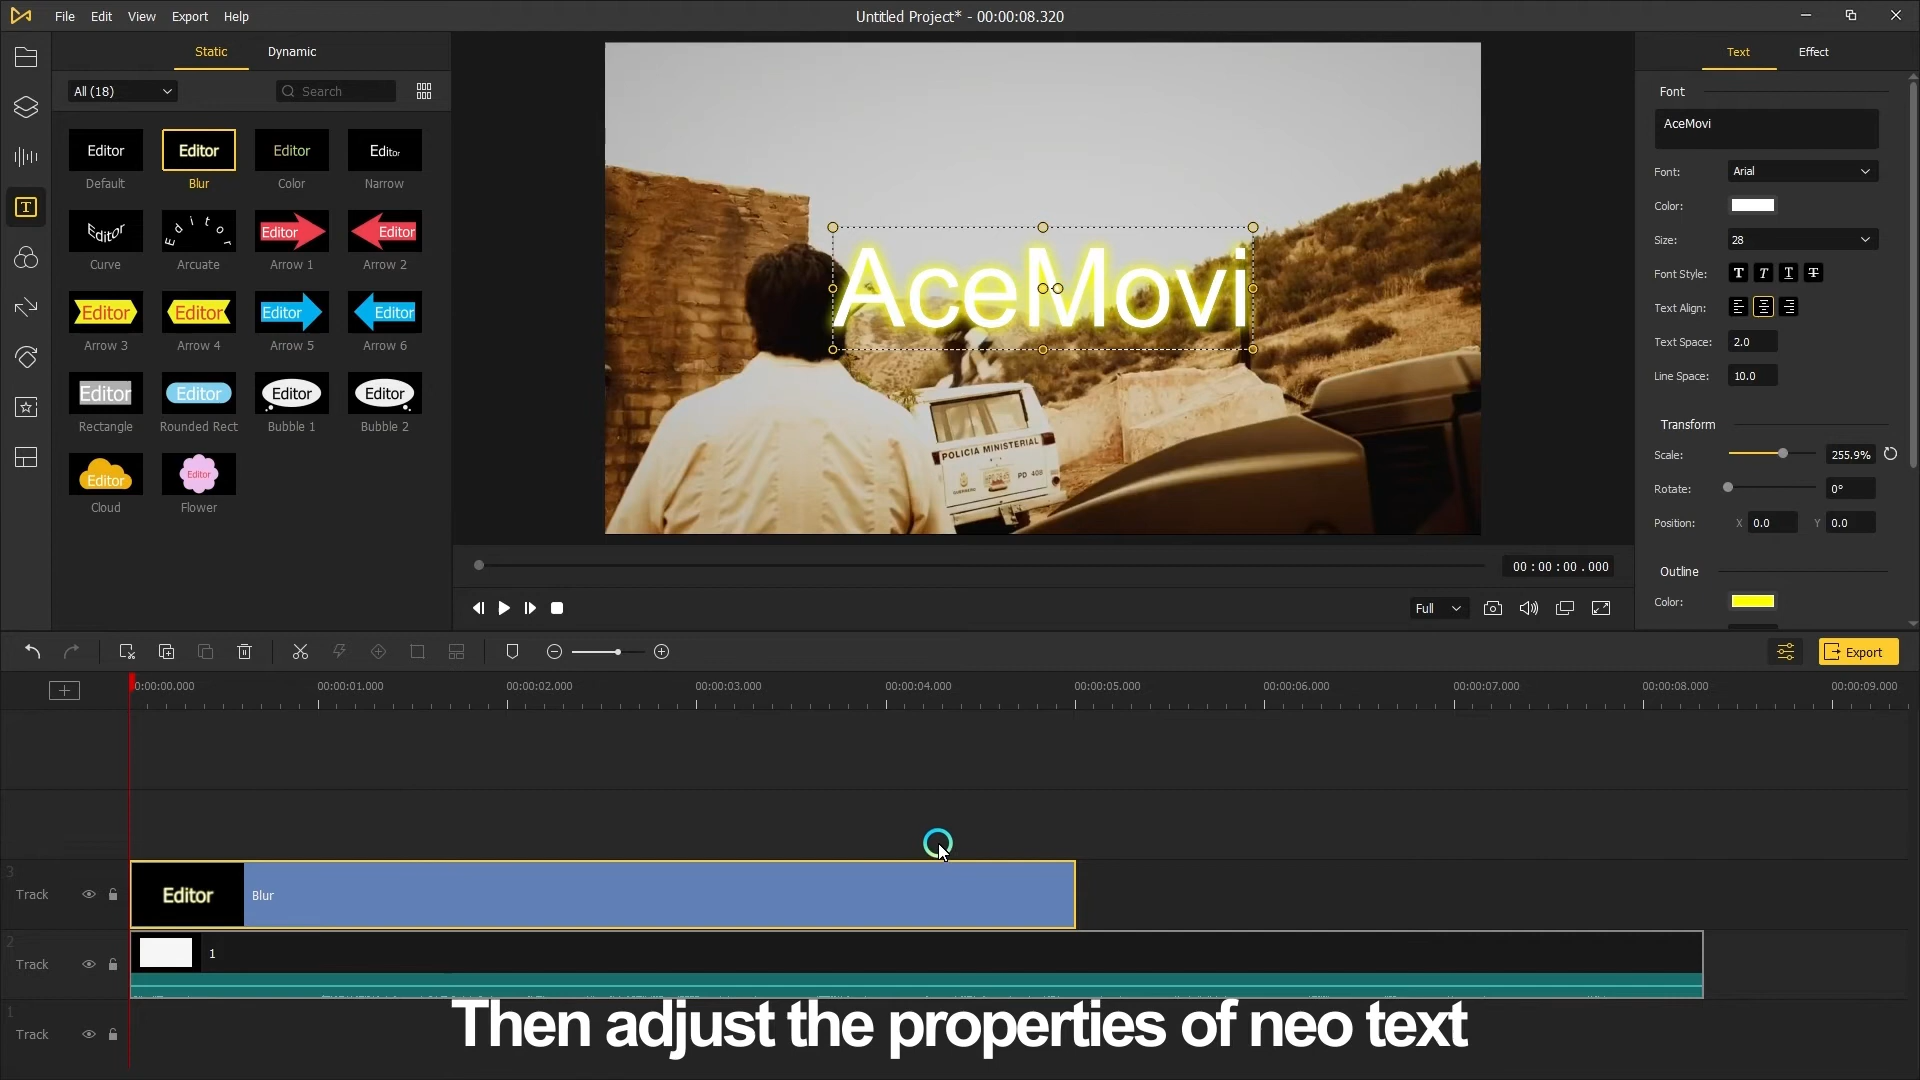 File Edit View Export Help
Untitled Project* - 00:00:08.320
Static Dynamic
All (18)
Search
Editor Editor Editor Editor
Default Blur Color Narrow
Editor Editor Editor Editor
Curve Arcuate Arrow 1 Arrow 2
Editor Editor Editor Editor
Arrow 3 Arrow 4 Arrow 5 Arrow 6
Editor Editor Editor Editor
Rectangle Rounded Rect Bubble 1 Bubble 2
Editor Editor
Cloud Flower
AceMovi
POLICIA MINISTERIAL
PD 408
00:00:00.000
Full
Text Effect
Font
AceMovi
Font: Arial
Color:
Size: 28
Font Style: T T T T
Text Align:
Text Space: 2.0
Line Space: 10.0
Transform
Scale: 255.9%
Rotate: 0°
Position: X 0.0 Y 0.0
Outline
Color:
Export
0:00:00.000 00:00:01.000 00:00:02.000 00:00:03.000 00:00:04.000 00:00:05.000 00:00:06.000 00:00:07.000 00:00:08.000 00:00:09.000
3
Track
Editor Blur
2
Track
1
1
Track
Then adjust the properties of neo text